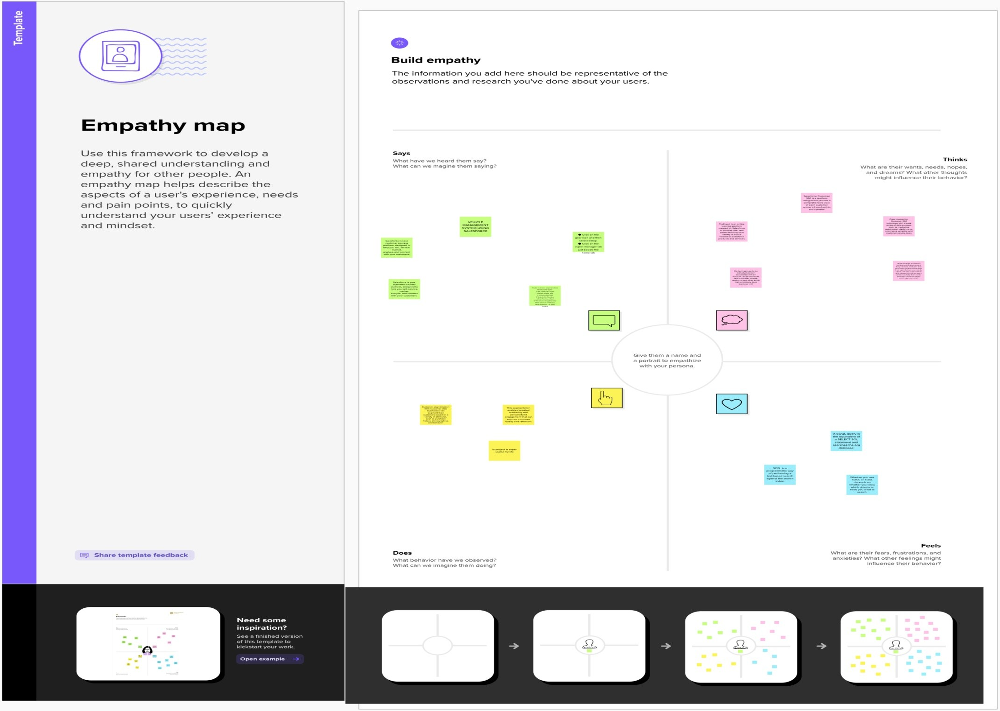 Template
Empathy map
Use this framework to develop a
deep, shared understanding and
empathy for other people. An
empathy map helps describe the
aspects of a user's experience, needs
and pain points, to quickly
understand your users’ experience
and mindset.
Share template feedback
Need some
inspiration?
See a finished version
of this template to
kickstart your work.
Open example
Build empathy
The information you add here should be representative of the
observations and research you've done about your users.
Says
What have we heard them say?
What can we magine them saying?
Thinks
What are their wants, needs, hopes,
and dreams? What other thoughts
might influence their behavior?
VEHICLE
MANAGEMENT
SYSTEM USING
SALESFORCE
Salesforce is your
customer success
platform, designed to
help you sell, service,
market,
analyze, and connect
with your customers.
● Click on the
gear icon and then
select Setup.
● Click on the
object manager tab
just beside the
home tab
Salesforce is your
customer success
platform, designed to
help you sell, service,
market,
analyze, and connect
with your customers.
Salesforce Customer
360 is a platform
designed to provide a
comprehensive view
of each customer
across all touchpoints
and systems.
Trailhead is an online
learning platform
created by Salesforce
to provide free, self-
paced learning on a
variety of topics
related to Salesforce
products and services.
Data integration:
Customer 360
integrates with a wide
range of data sources,
such as marketing
automation platforms, e-
commerce systems, and
customer service tools
Contact represents an
individual person
associated with an
Account. An Account can
be a customer, partner,
vendor, or any other entity
that a company does
business with
Give them a name and
a portrait to empathize
with your persona.
Customer segmentation:
With Customer 360,
businesses can
segment their
customers based on a
variety of attributes,
such as purchase
history, demographics,
and behavior.
This segmentation
enables targeted
marketing and
personalized
engagement that can
improve customer
loyalty and retention.
Is project is super
useful my life
A SOQL query is
the equivalent of
a SELECT SQL
statement and
searches the org
database.
SOSL is a
programmatic way
of performing a
text-based search
against the search
index.
Whether you use
SOQL or SOSL
depends on
whether you know
which objects or
fields you want to
search.
Does
What behavior have we observed?
What can we imagine them doing?
Feels
What are their fears, frustrations, and
anxieties? What other feelings might
influence their behavior?